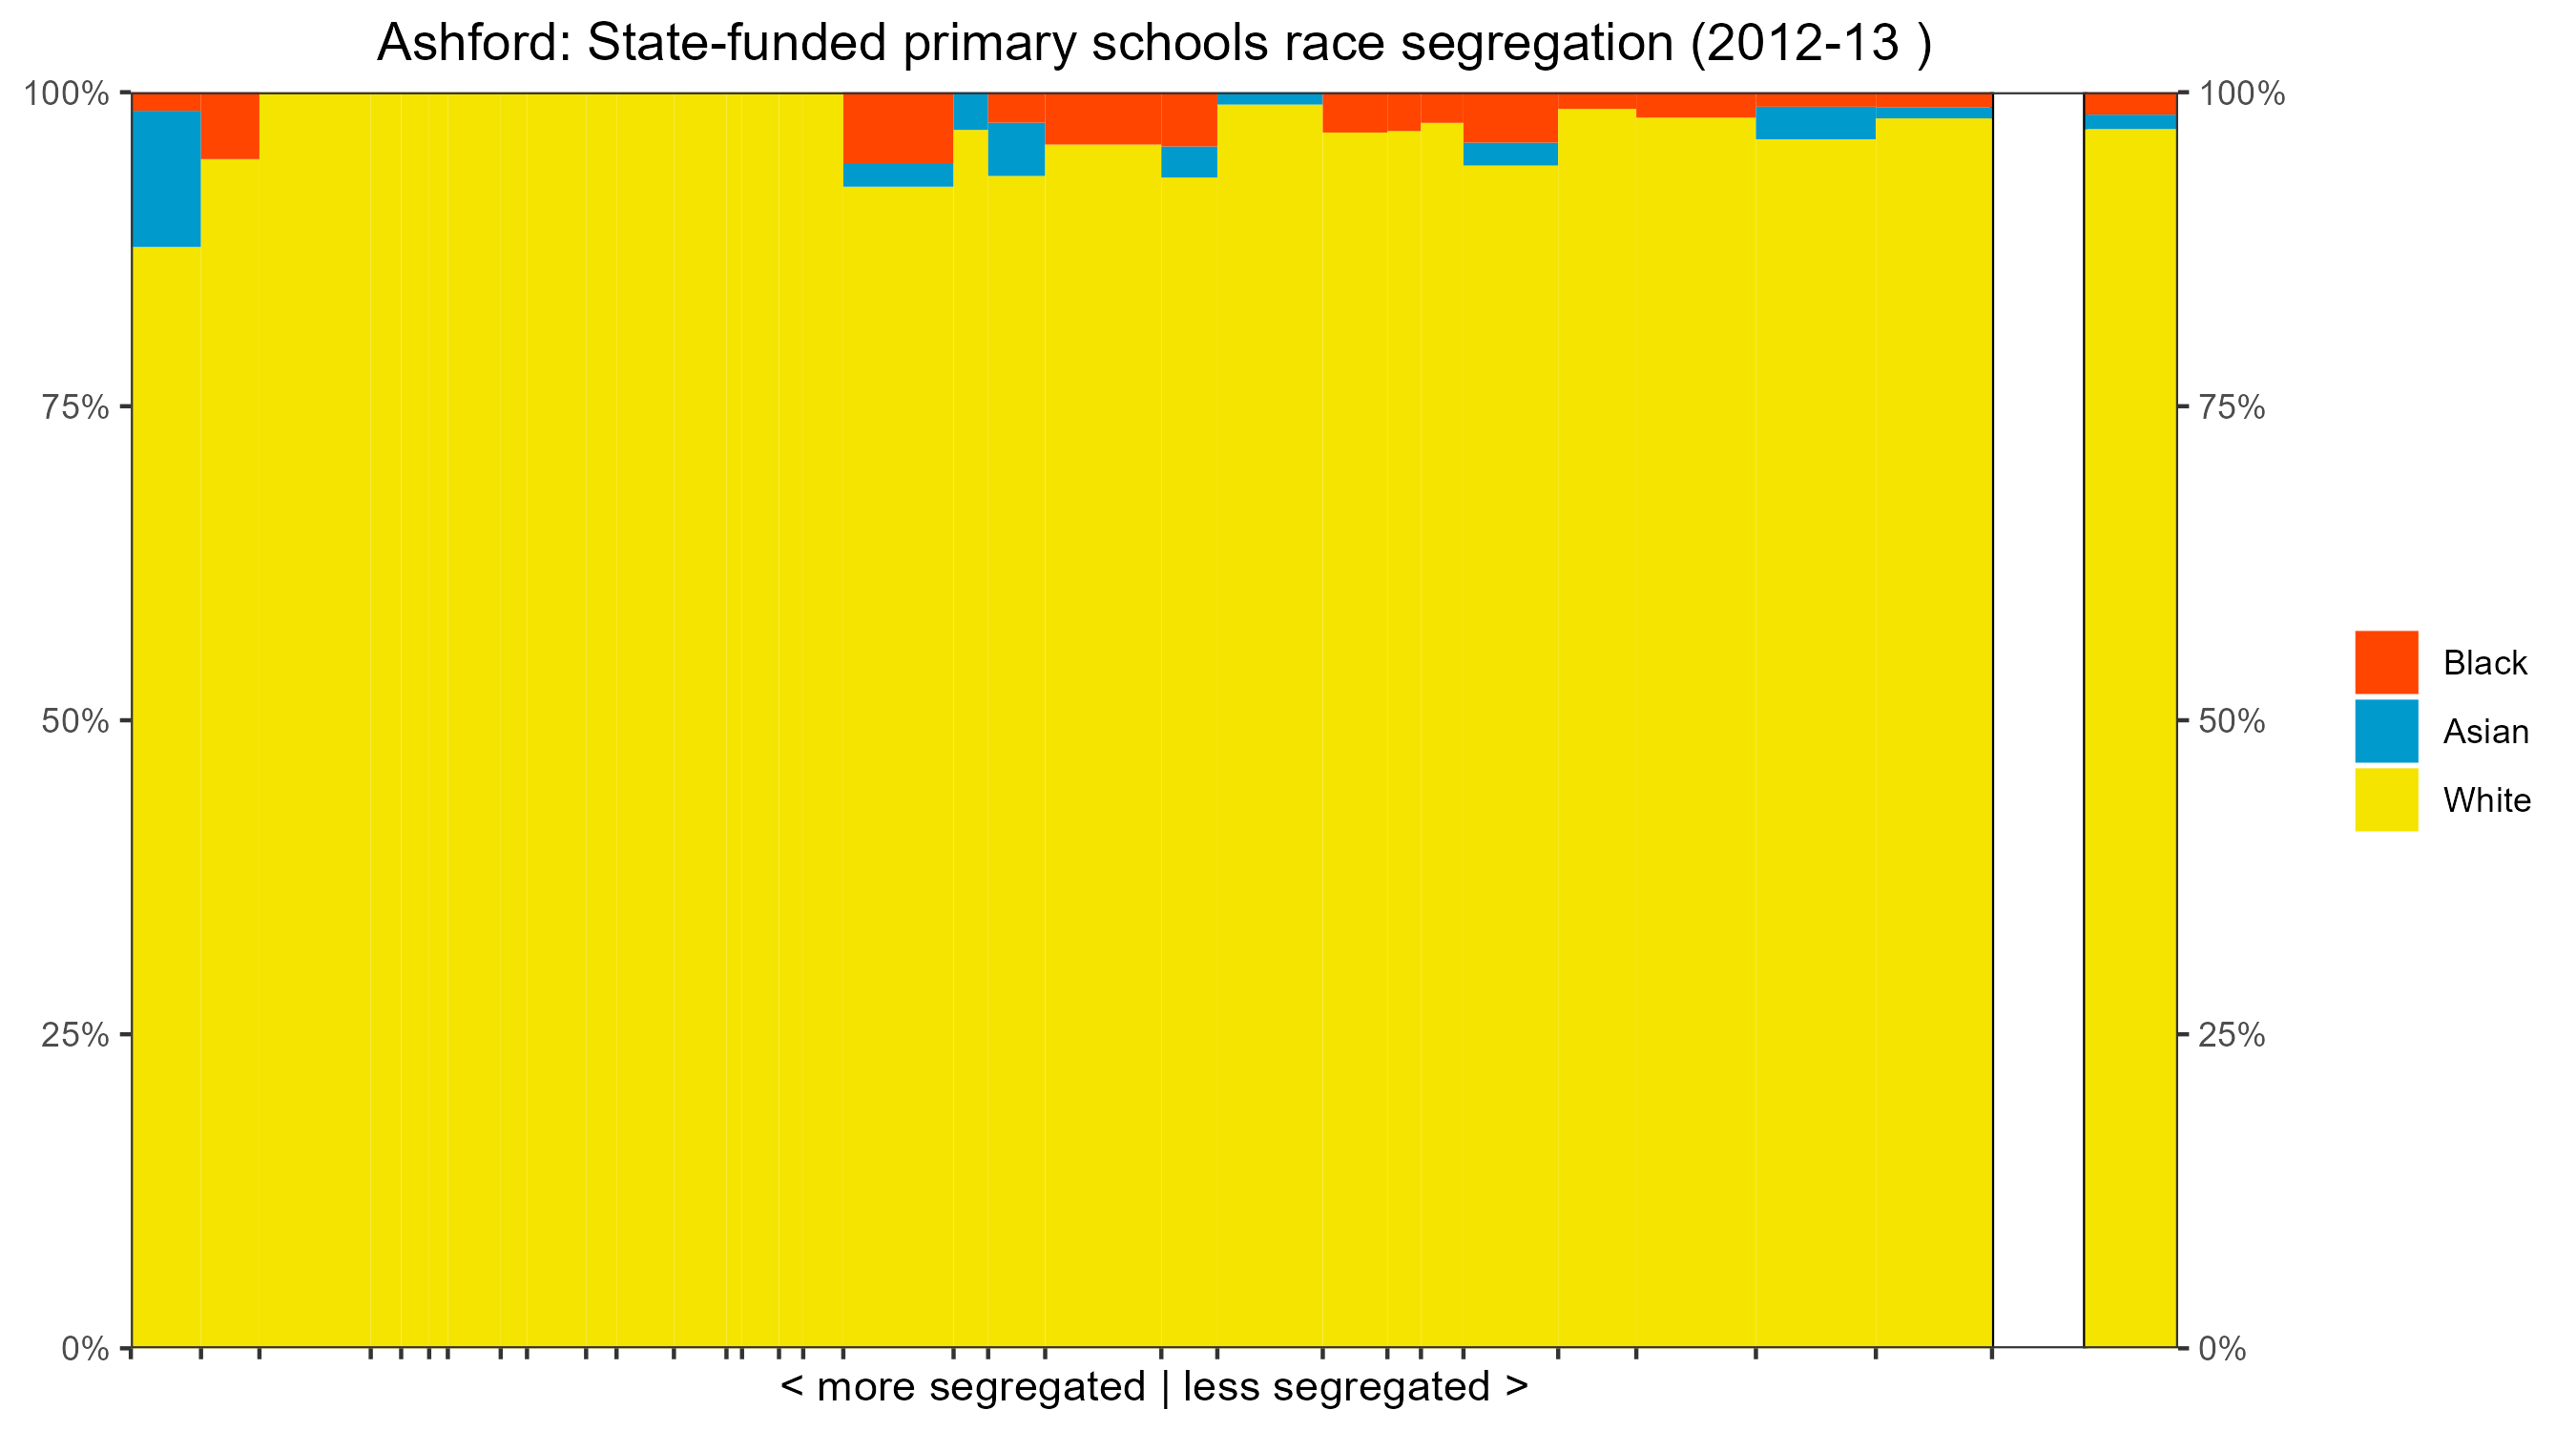 Ashford: State-funded primary schools race segregation (2012-13 )
100%
75%
50%
25%
0%
100%
75%
50%
25%
0%
Black
Asian
White
< more segregated | less segregated >